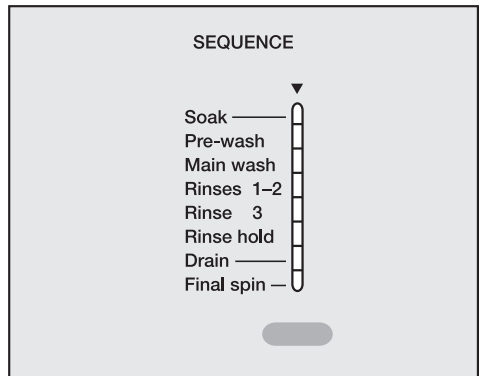 SEQUENCE
Soak
Pre-wash
Main wash
Rinses 1–2
Rinse 3
Rinse hold
Drain
Final spin